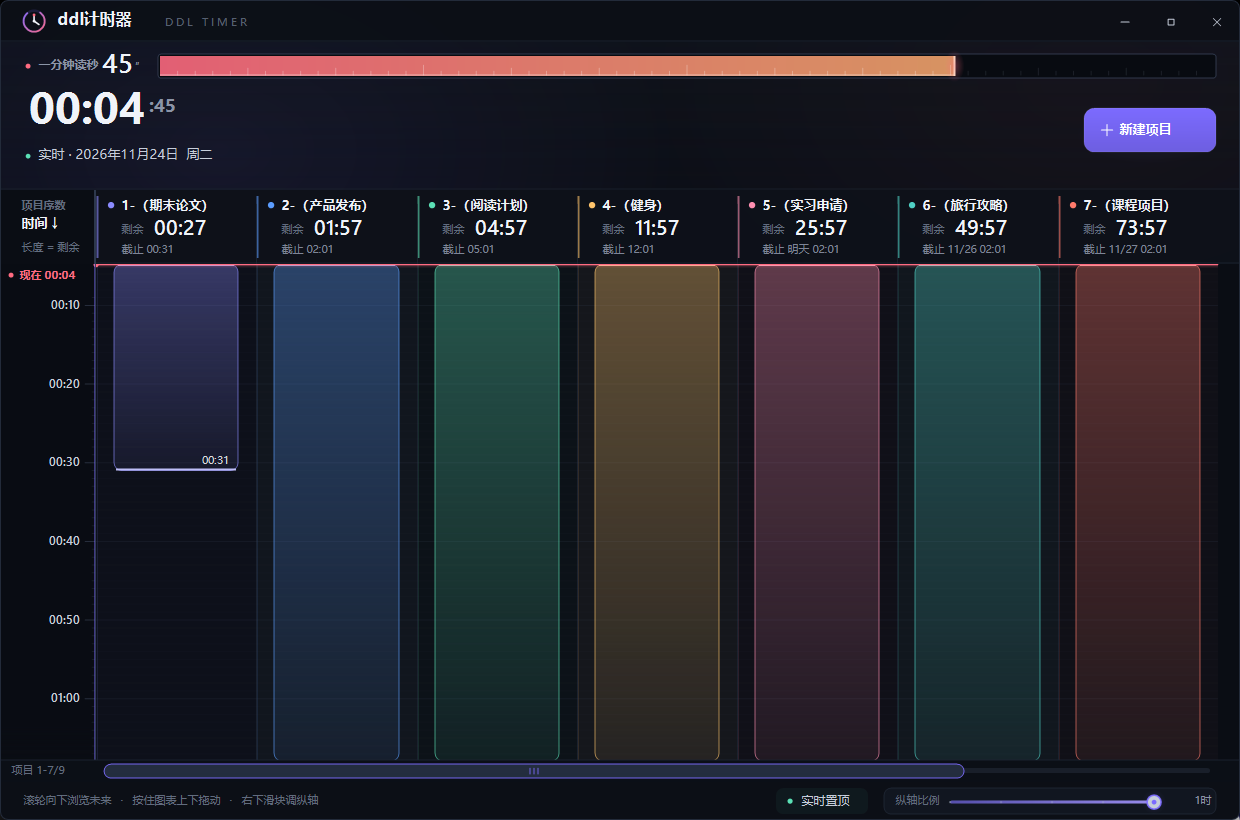 ddl计时器 DDL TIMER
一分钟读秒 45"
00:04 :45
实时 · 2026年11月24日 周二
+ 新建项目
项目序数
时间↓
长度 = 剩余
1-（期末论文）
剩余 00:27
截止 00:31
2-（产品发布）
剩余 01:57
截止 02:01
3-（阅读计划）
剩余 04:57
截止 05:01
4-（健身）
剩余 11:57
截止 12:01
5-（实习申请）
剩余 25:57
截止 明天 02:01
6-（旅行攻略）
剩余 49:57
截止 11/26 02:01
7-（课程项目）
剩余 73:57
截止 11/27 02:01
现在 00:04
00:10
00:20
00:30
00:31
00:40
00:50
01:00
项目 1-7/9
滚轮向下浏览未来 · 按住图表上下拖动 · 右下滑块调纵轴
实时置顶
纵轴比例 1时